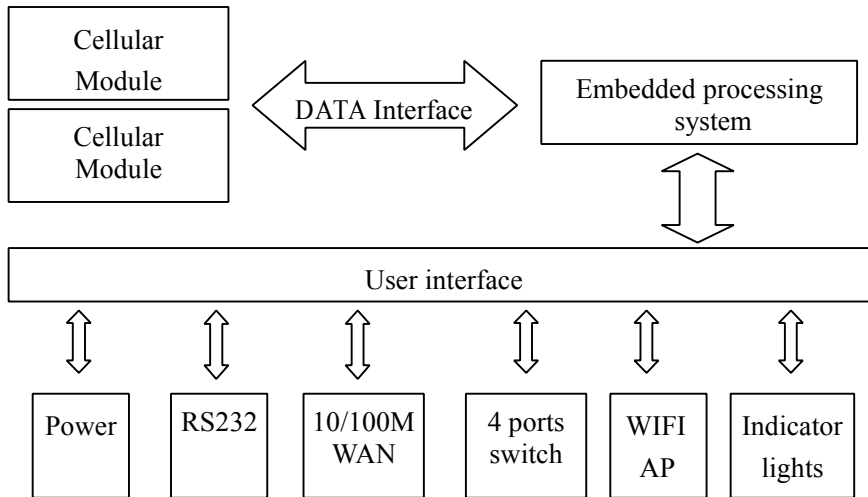 Cellular
Module
Cellular
Module
DATA Interface
Embedded processing
system
User interface
Power
RS232
10/100M
WAN
4 ports
switch
WIFI
AP
Indicator
lights